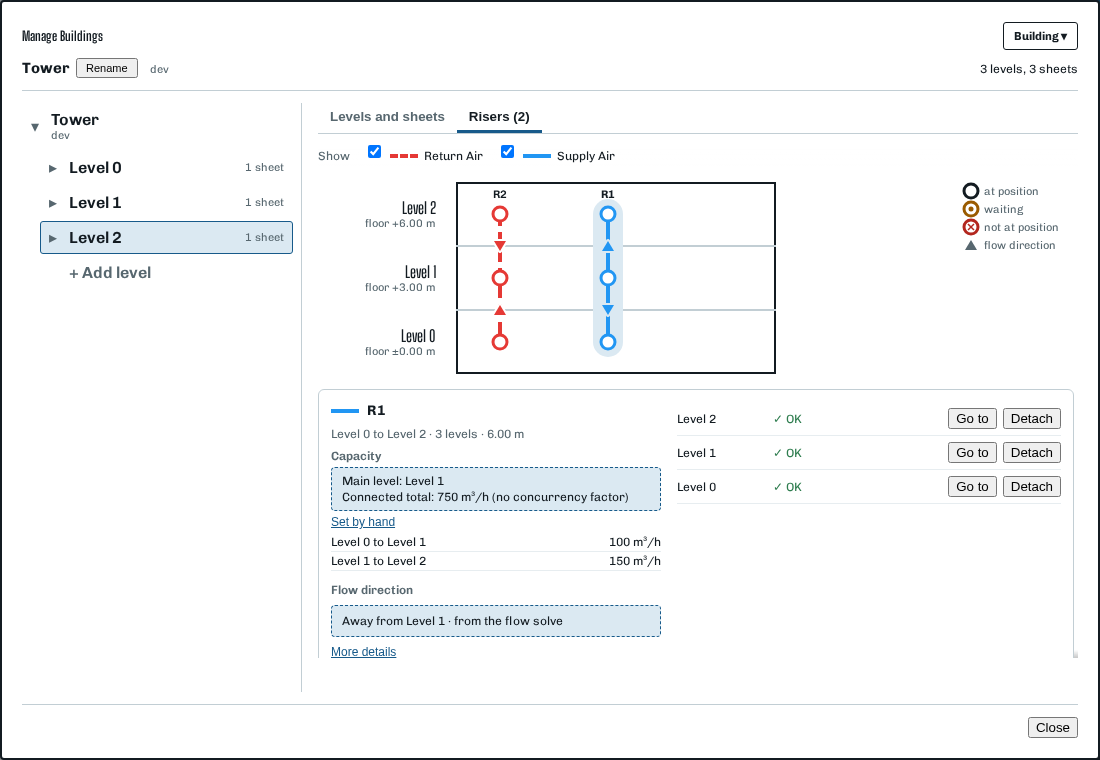 Manage Buildings
Building ▾
Tower Rename dev
3 levels, 3 sheets
▼ Tower
dev
▶ Level 0 1 sheet
▶ Level 1 1 sheet
▶ Level 2 1 sheet
+ Add level
Levels and sheets Risers (2)
Show Return Air Supply Air
R2 R1
Level 2
floor +6.00 m
Level 1
floor +3.00 m
Level 0
floor ±0.00 m
at position
waiting
not at position
flow direction
R1
Level 0 to Level 2 · 3 levels · 6.00 m
Capacity
Main level: Level 1
Connected total: 750 m³/h (no concurrency factor)
Set by hand
Level 0 to Level 1 100 m³/h
Level 1 to Level 2 150 m³/h
Flow direction
Away from Level 1 · from the flow solve
More details
Level 2 ✓ OK Go to Detach
Level 1 ✓ OK Go to Detach
Level 0 ✓ OK Go to Detach
Close